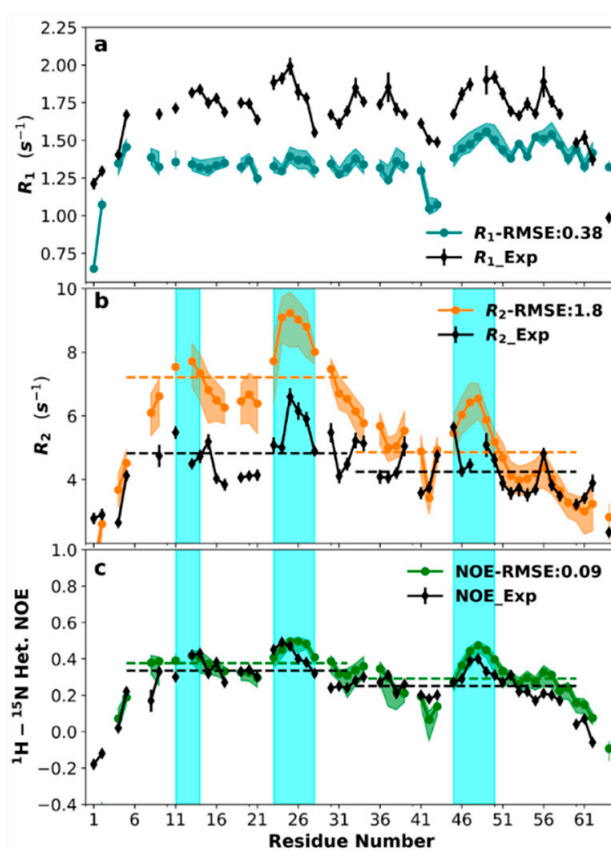 a
2.25
2.00
1.75
1.50
1.25
1.00
0.75
R₁ (s⁻¹)
R₁-RMSE:0.38
R₁_Exp
b
10
8
6
4
2
R₂ (s⁻¹)
R₂-RMSE:1.8
R₂_Exp
c
1.0
0.8
0.6
0.4
0.2
0.0
-0.4
¹H − ¹⁵N Het. NOE
NOE-RMSE:0.09
NOE_Exp
1 6 11 16 21 26 31 36 41 46 51 56 61
Residue Number